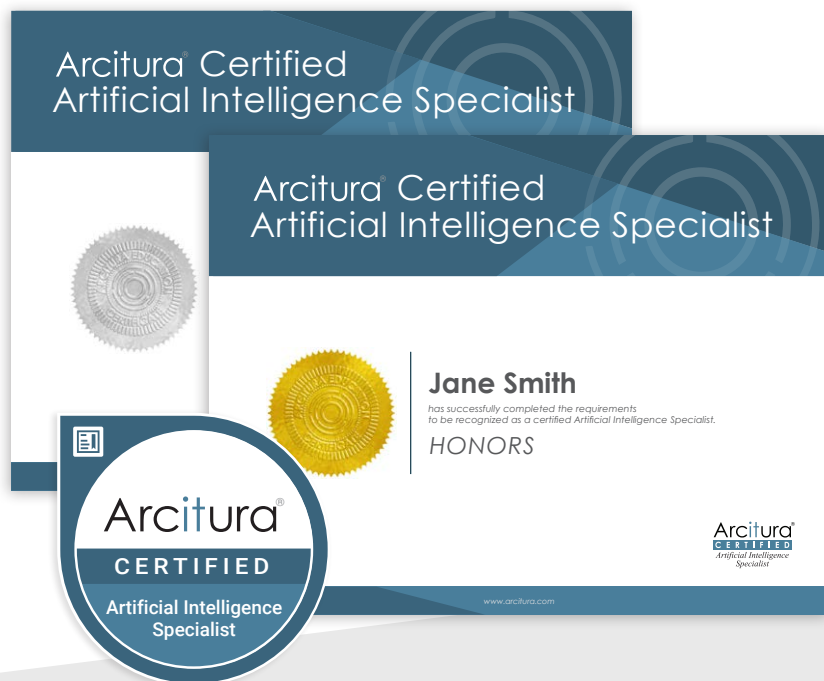 Arcitura® Certified
Artificial Intelligence Specialist
Arcitura® Certified
Artificial Intelligence Specialist
Jane Smith
has successfully completed the requirements
to be recognized as a certified Artificial Intelligence Specialist.
HONORS
Arcitura®
CERTIFIED
Artificial Intelligence
Specialist
www.arcitura.com
Arcitura®
CERTIFIED
Artificial Intelligence
Specialist